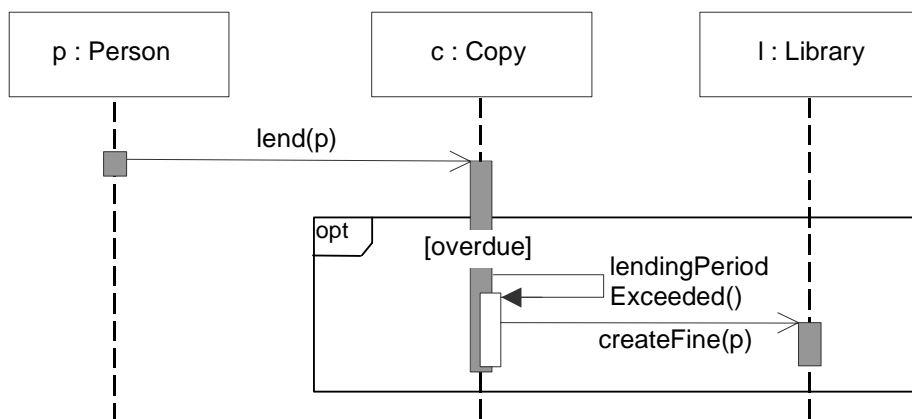 p : Person
c : Copy
l : Library
lend(p)
opt
[overdue]
lendingPeriod
Exceeded()
createFine(p)